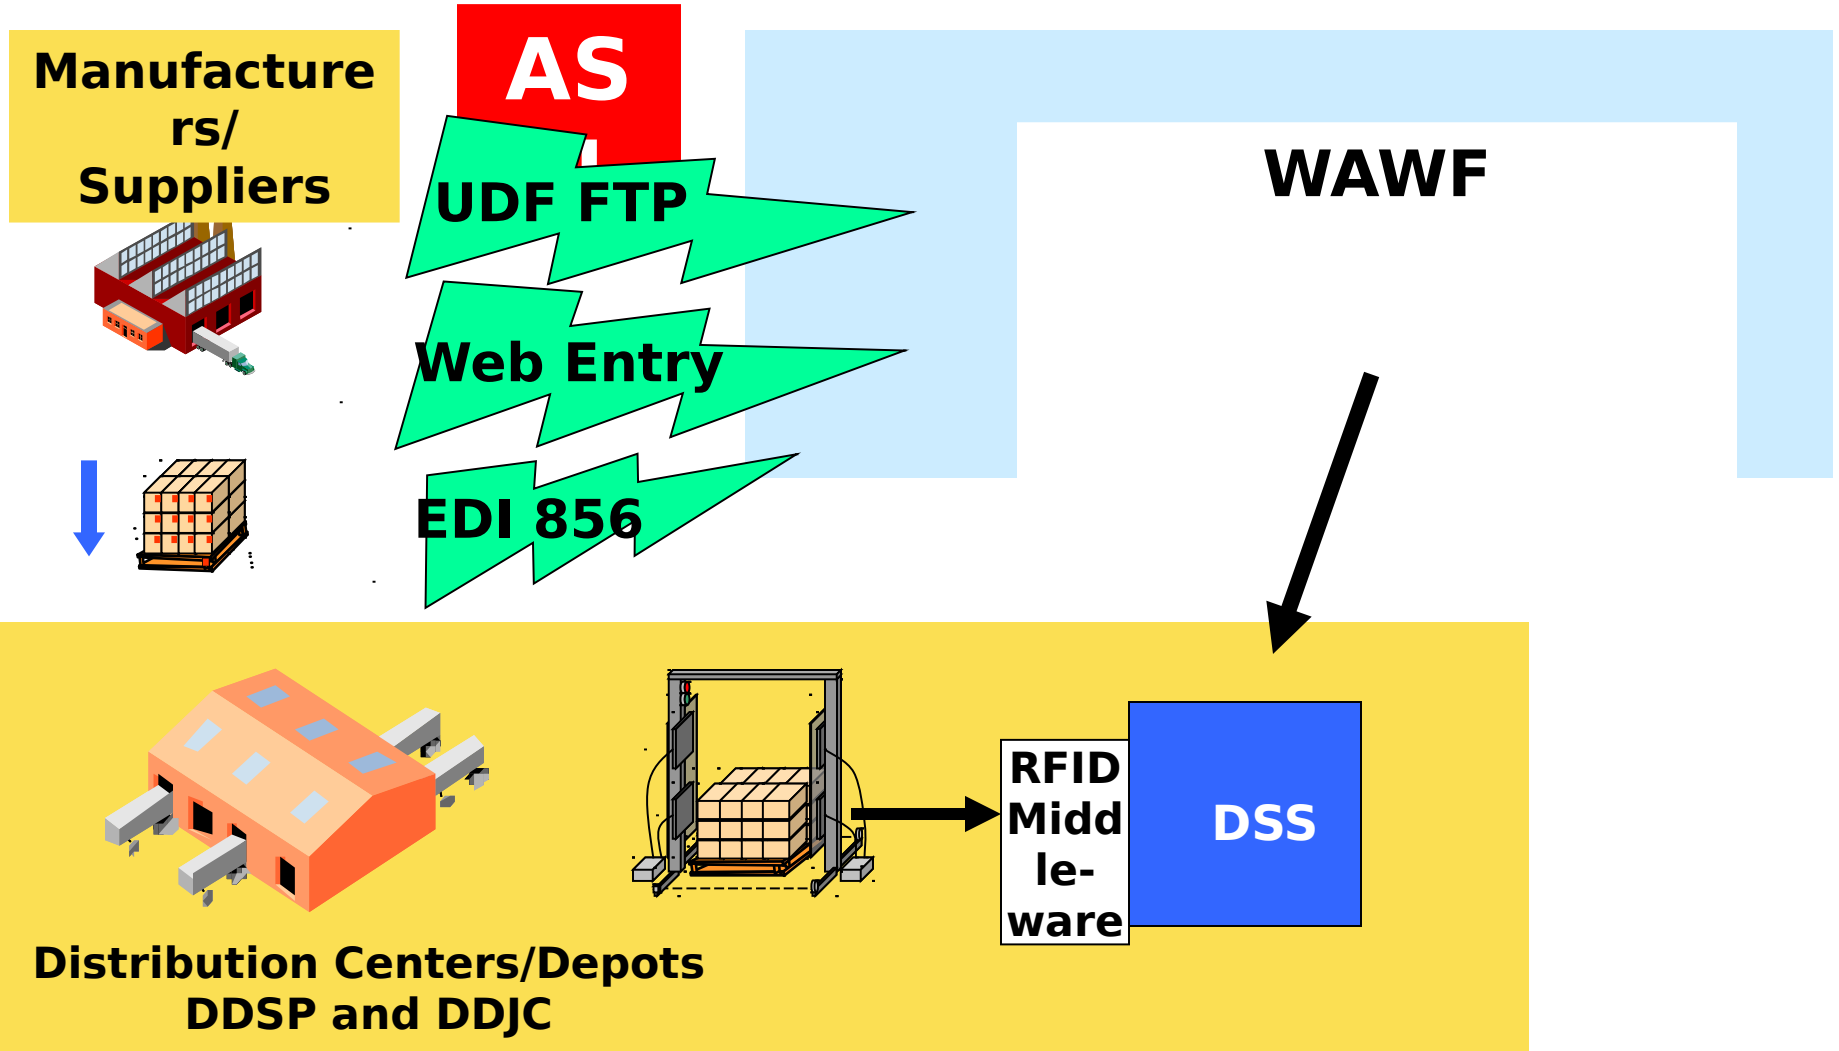 Manufacture
rs/
Suppliers
AS
UDF FTP
Web Entry
EDI 856
WAWF
RFID
Midd
le-
ware
DSS
Distribution Centers/Depots
DDSP and DDJC